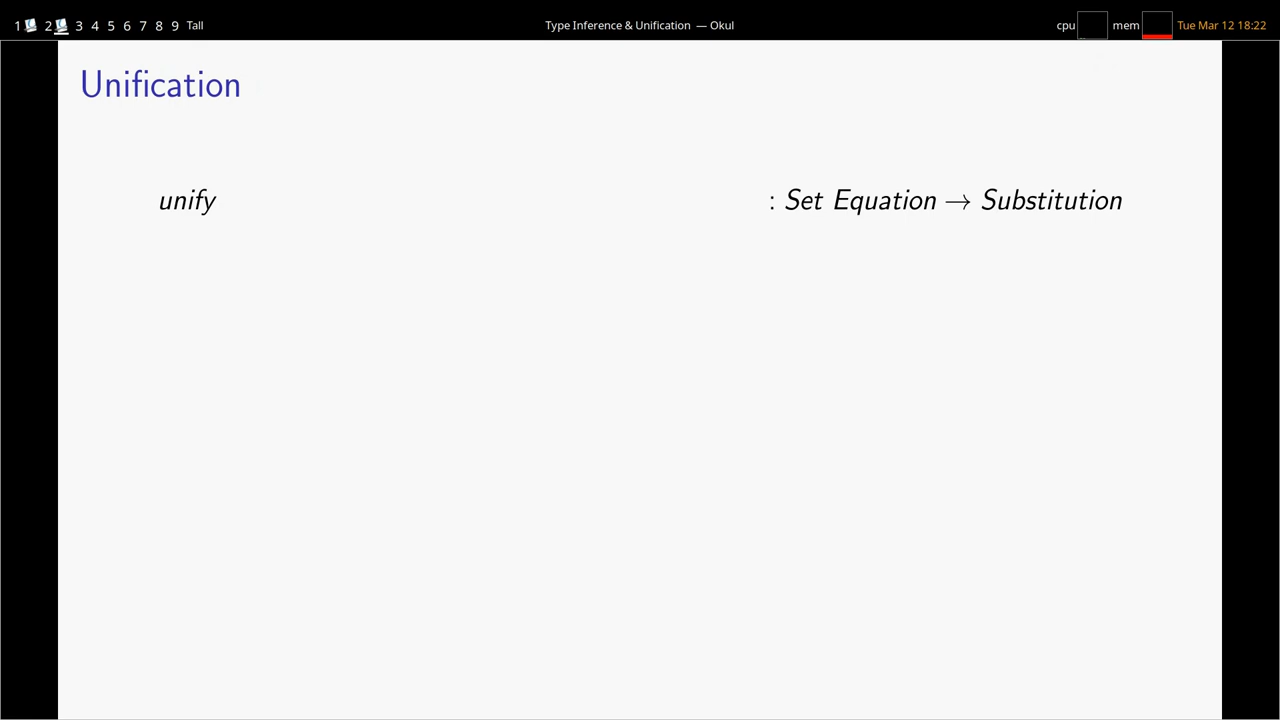 1 2 3 4 5 6 7 8 9 Tall Type Inference & Unification — Okul cpu mem Tue Mar 12 18:22
Unification
unify : Set Equation → Substitution